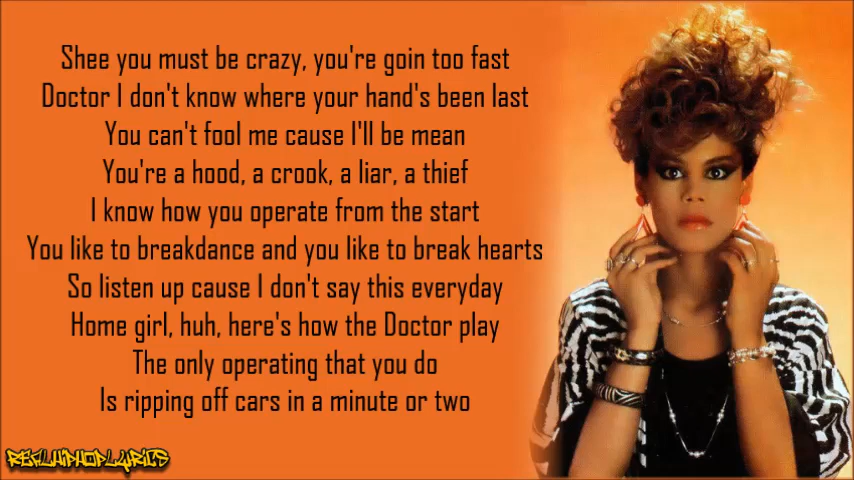 Shee you must be crazy, you're goin too fast
Doctor I don't know where your hand's been last
You can't fool me cause I'll be mean
You're a hood, a crook, a liar, a thief
I know how you operate from the start
You like to breakdance and you like to break hearts
So listen up cause I don't say this everyday
Home girl, huh, here's how the Doctor play
The only operating that you do
Is ripping off cars in a minute or two
REALHIPHOPLYRICS